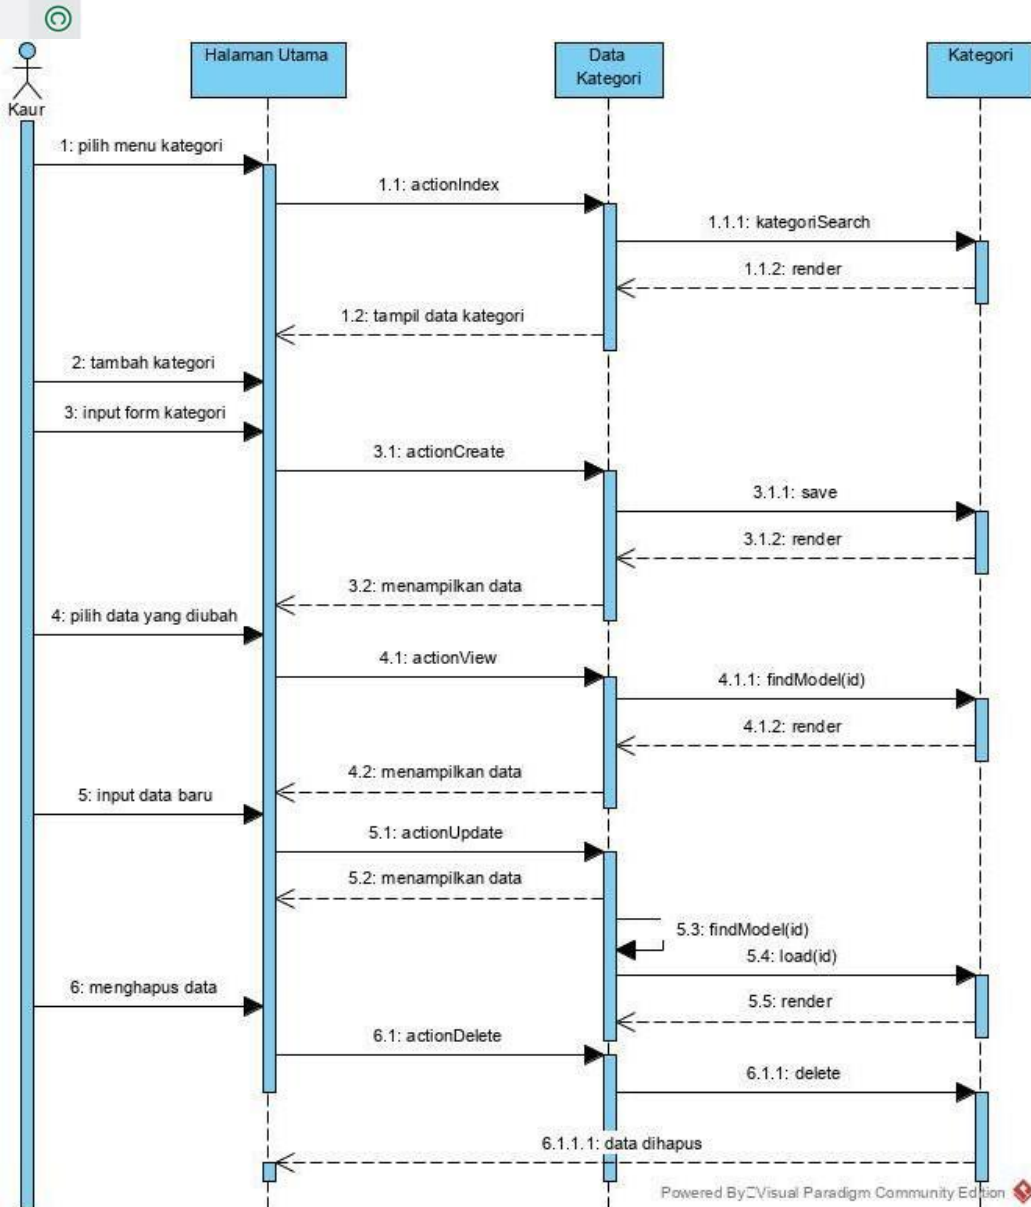 ©
Halaman Utama
Data
Kategori
Kategori
Kaur
1: pilih menu kategori
1.1: actionIndex
1.1.1: kategoriSearch
1.1.2: render
1.2: tampil data kategori
2: tambah kategori
3: input form kategori
3.1: actionCreate
3.1.1: save
3.1.2: render
3.2: menampilkan data
4: pilih data yang diubah
4.1: actionView
4.1.1: findModel(id)
4.1.2: render
4.2: menampilkan data
5: input data baru
5.1: actionUpdate
5.2: menampilkan data
5.3: findModel(id)
5.4: load(id)
5.5: render
6: menghapus data
6.1: actionDelete
6.1.1: delete
6.1.1.1: data dihapus
Powered By Visual Paradigm Community Edition